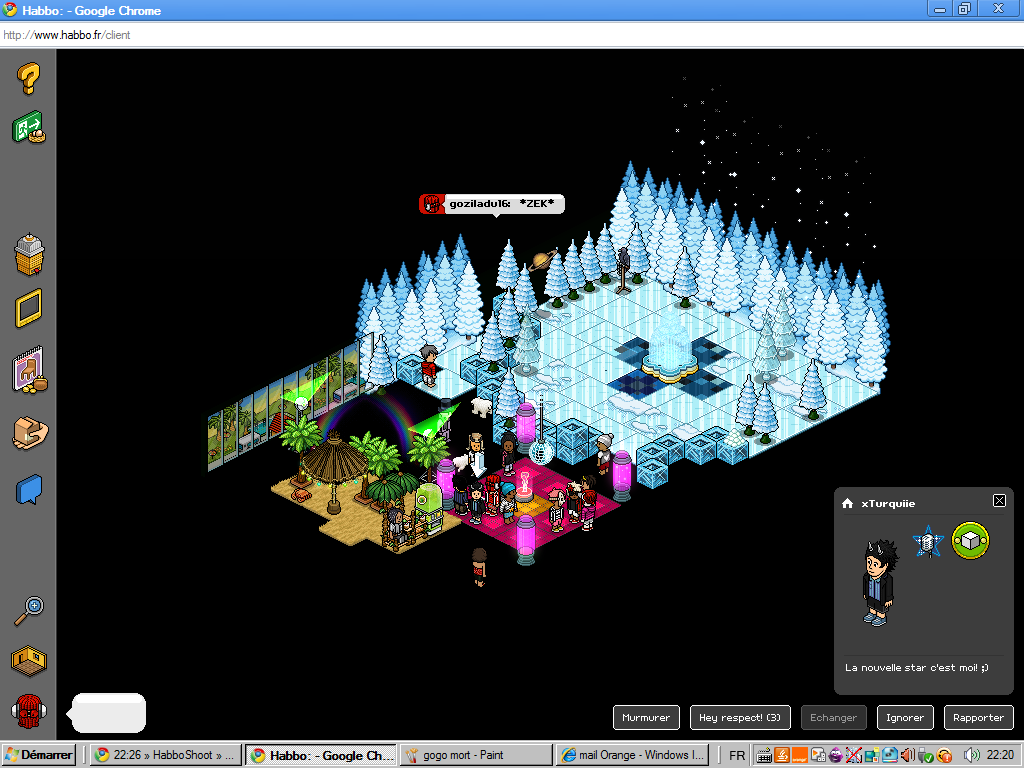 Habbo: - Google Chrome
http://www.habbo.fr/client
goziladu16: *ZEK*
xTurquiie
La nouvelle star c'est moi! ;)
Murmurer
Hey respect! (3)
Echanger
Ignorer
Rapporter
Démarrer
22:26 » HabboShoot » ...
Habbo: - Google Ch...
gogo mort - Paint
mail Orange - Windows I...
FR
22:20